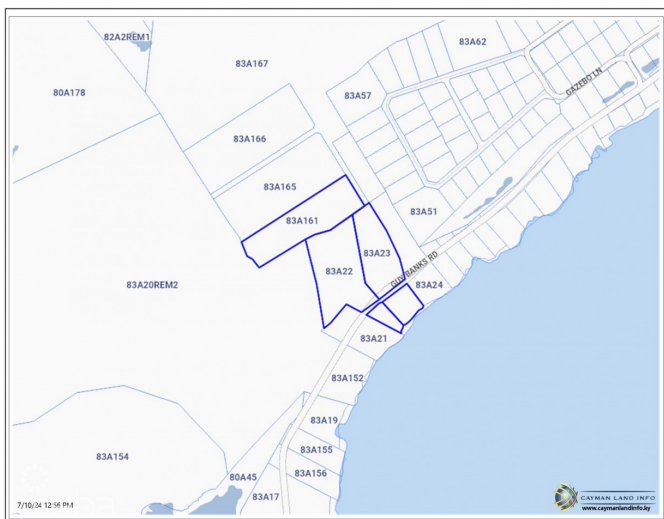 82A2REM1
83A62
83A167
80A178
83A57
GAZEBO LN
83A166
83A165
83A161
83A51
83A23
83A22
GUY BANKS RD
83A20REM2
83A24
83A21
83A152
83A19
83A154
83A155
80A45
83A156
83A17
7/10/24 12:56 PM
CAYMAN LAND INFO
www.caymanlandinfo.ky